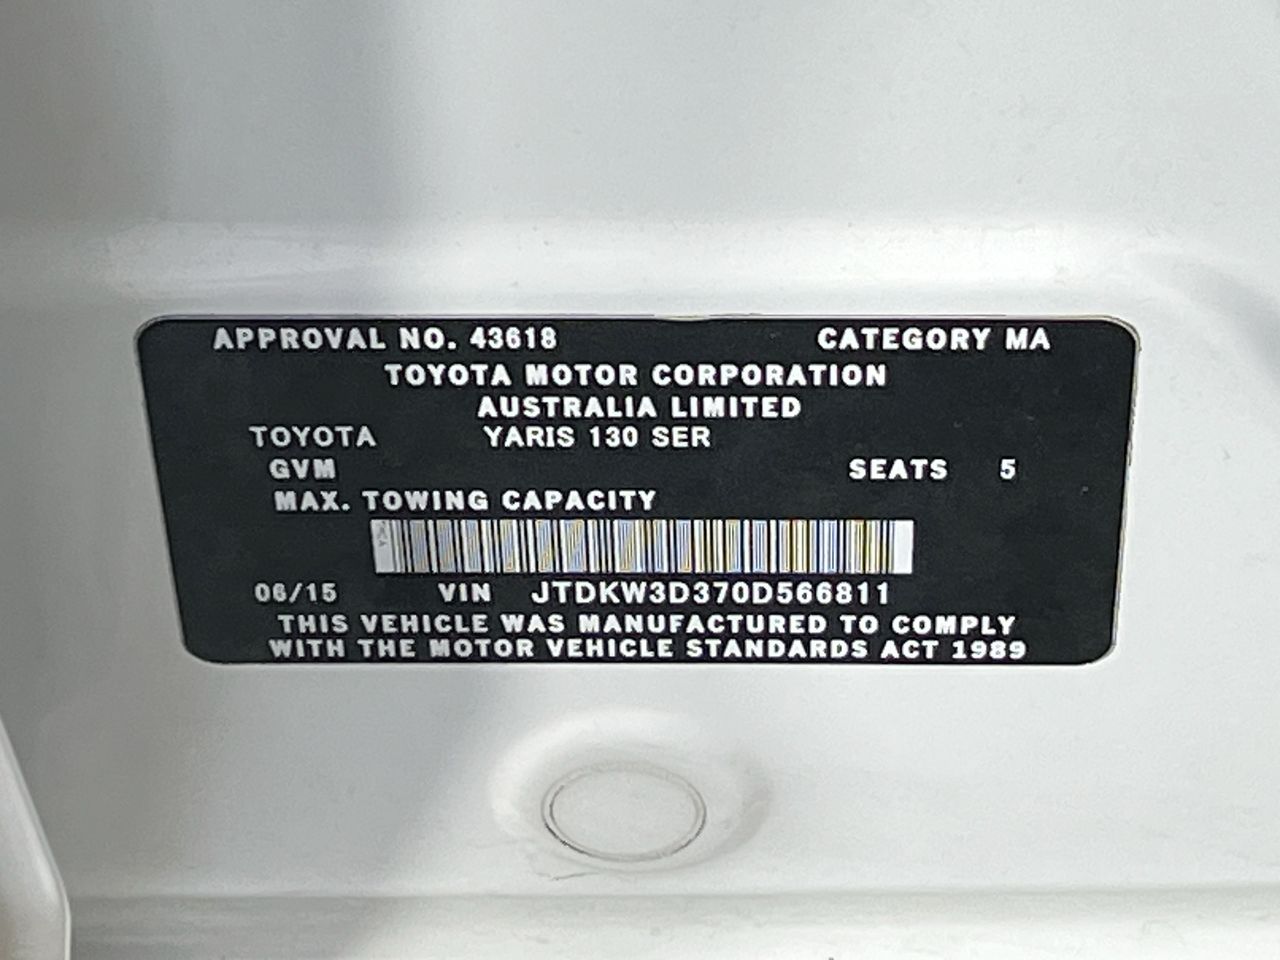 APPROVAL NO. 43618 CATEGORY MA
TOYOTA MOTOR CORPORATION
AUSTRALIA LIMITED
TOYOTA YARIS 130 SER
GVM SEATS 5
MAX. TOWING CAPACITY
06/15 VIN JTDKW3D370D566811
THIS VEHICLE WAS MANUFACTURED TO COMPLY
WITH THE MOTOR VEHICLE STANDARDS ACT 1989